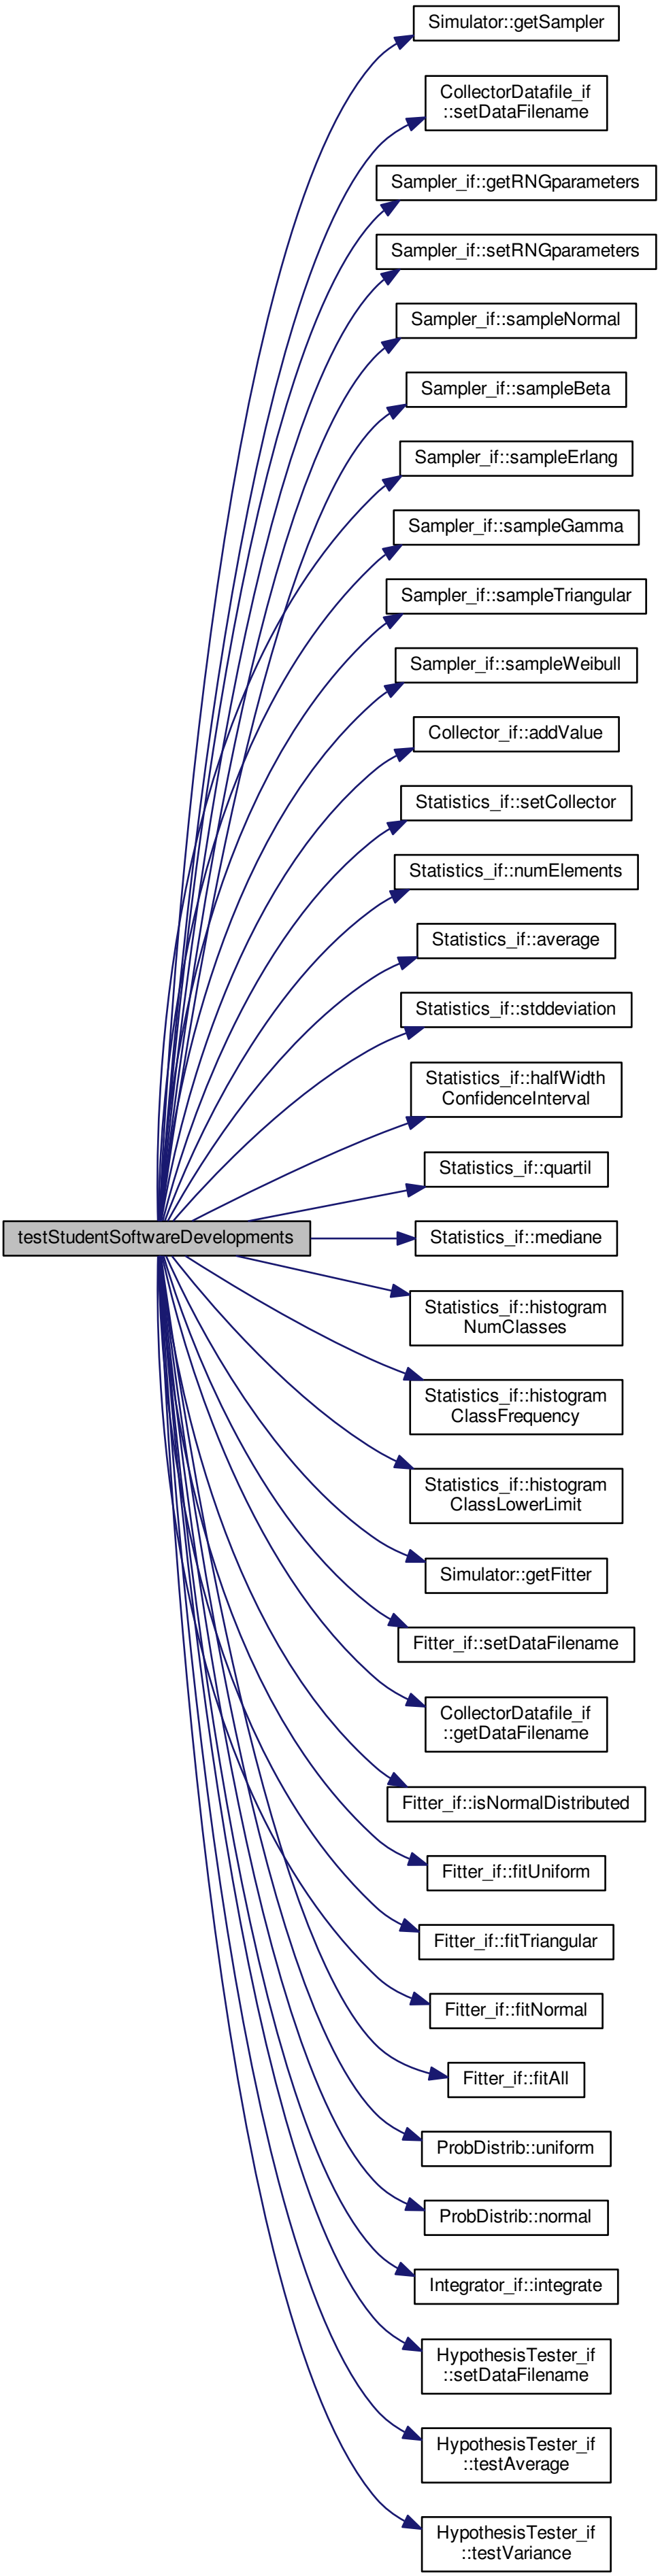 Simulator::getSampler
CollectorDatafile_if
::setDataFilename
Sampler_if::getRNGparameters
Sampler_if::setRNGparameters
Sampler_if::sampleNormal
Sampler_if::sampleBeta
Sampler_if::sampleErlang
Sampler_if::sampleGamma
Sampler_if::sampleTriangular
Sampler_if::sampleWeibull
Collector_if::addValue
Statistics_if::setCollector
Statistics_if::numElements
Statistics_if::average
Statistics_if::stddeviation
Statistics_if::halfWidth
ConfidenceInterval
Statistics_if::quartil
testStudentSoftwareDevelopments
Statistics_if::mediane
Statistics_if::histogram
NumClasses
Statistics_if::histogram
ClassFrequency
Statistics_if::histogram
ClassLowerLimit
Simulator::getFitter
Fitter_if::setDataFilename
CollectorDatafile_if
::getDataFilename
Fitter_if::isNormalDistributed
Fitter_if::fitUniform
Fitter_if::fitTriangular
Fitter_if::fitNormal
Fitter_if::fitAll
ProbDistrib::uniform
ProbDistrib::normal
Integrator_if::integrate
HypothesisTester_if
::setDataFilename
HypothesisTester_if
::testAverage
HypothesisTester_if
::testVariance